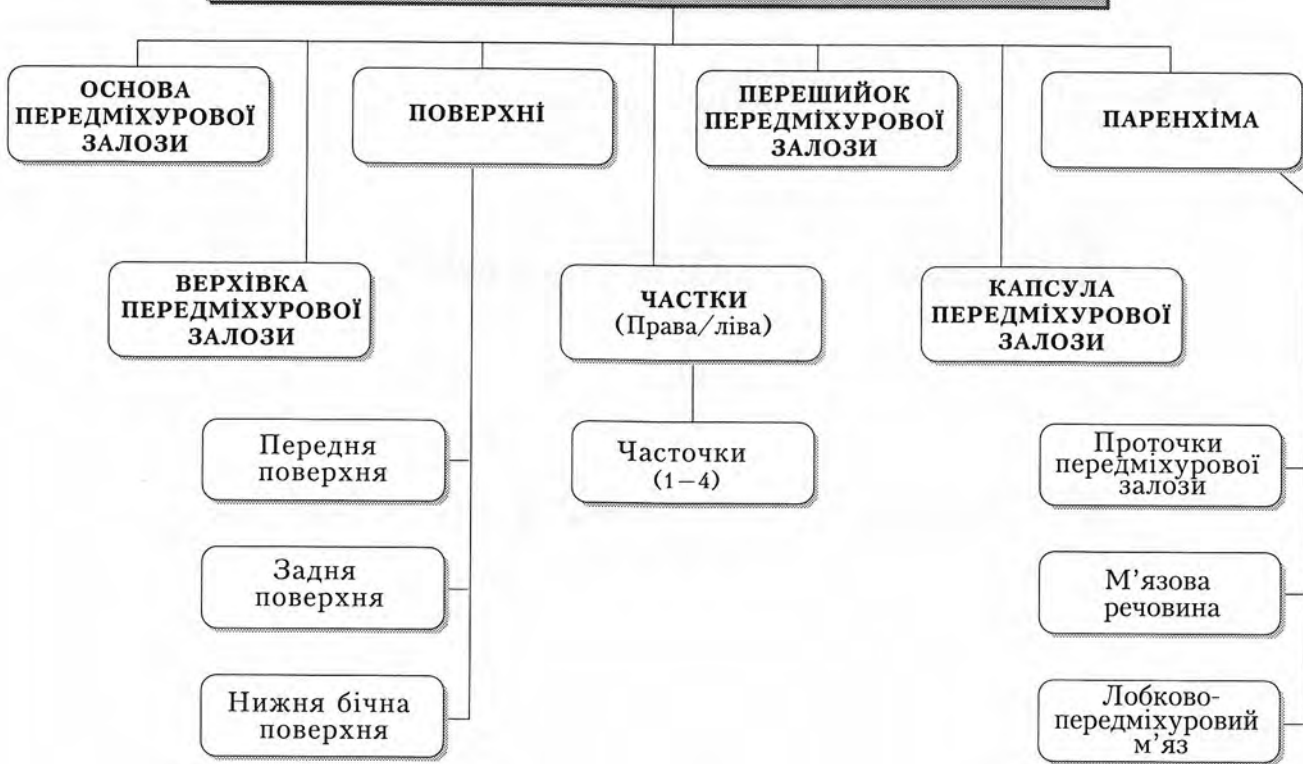 ОСНОВА
ПЕРЕДМІХУРОВОЇ
ЗАЛОЗИ
ПОВЕРХНІ
ПЕРЕШИЙОК
ПЕРЕДМІХУРОВОЇ
ЗАЛОЗИ
ПАРЕНХІМА
ВЕРХІВКА
ПЕРЕДМІХУРОВОЇ
ЗАЛОЗИ
ЧАСТКИ
(Права/ліва)
КАПСУЛА
ПЕРЕДМІХУРОВОЇ
ЗАЛОЗИ
Передня
поверхня
Часточки
(1–4)
Проточки
передміхурової
залози
Задня
поверхня
М’язова
речовина
Нижня бічна
поверхня
Лобково-
передміхуровий
м’яз